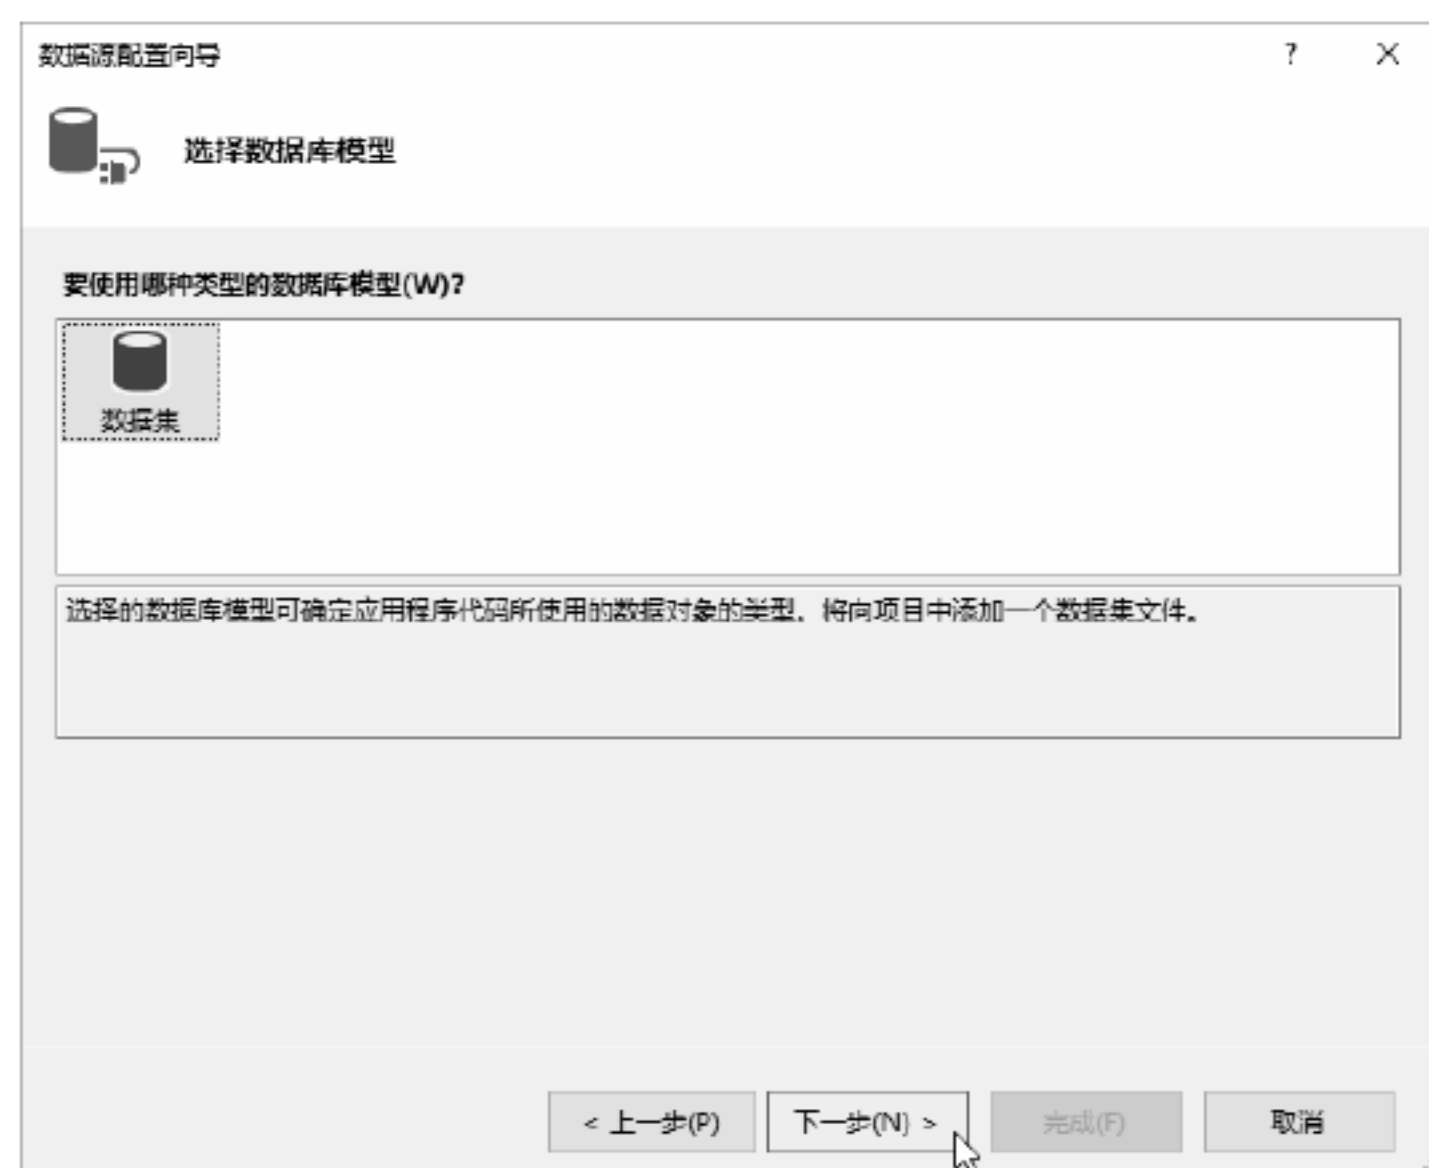 数据源配置向导
?
选择数据库模型
要使用哪种类型的数据库模型(W)?
数据集
选择的数据库模型可确定应用程序代码所使用的数据对象的类型。将向项目中添加一个数据集文件。
< 上一步(P)
下一步(N) >
完成(F)
取消